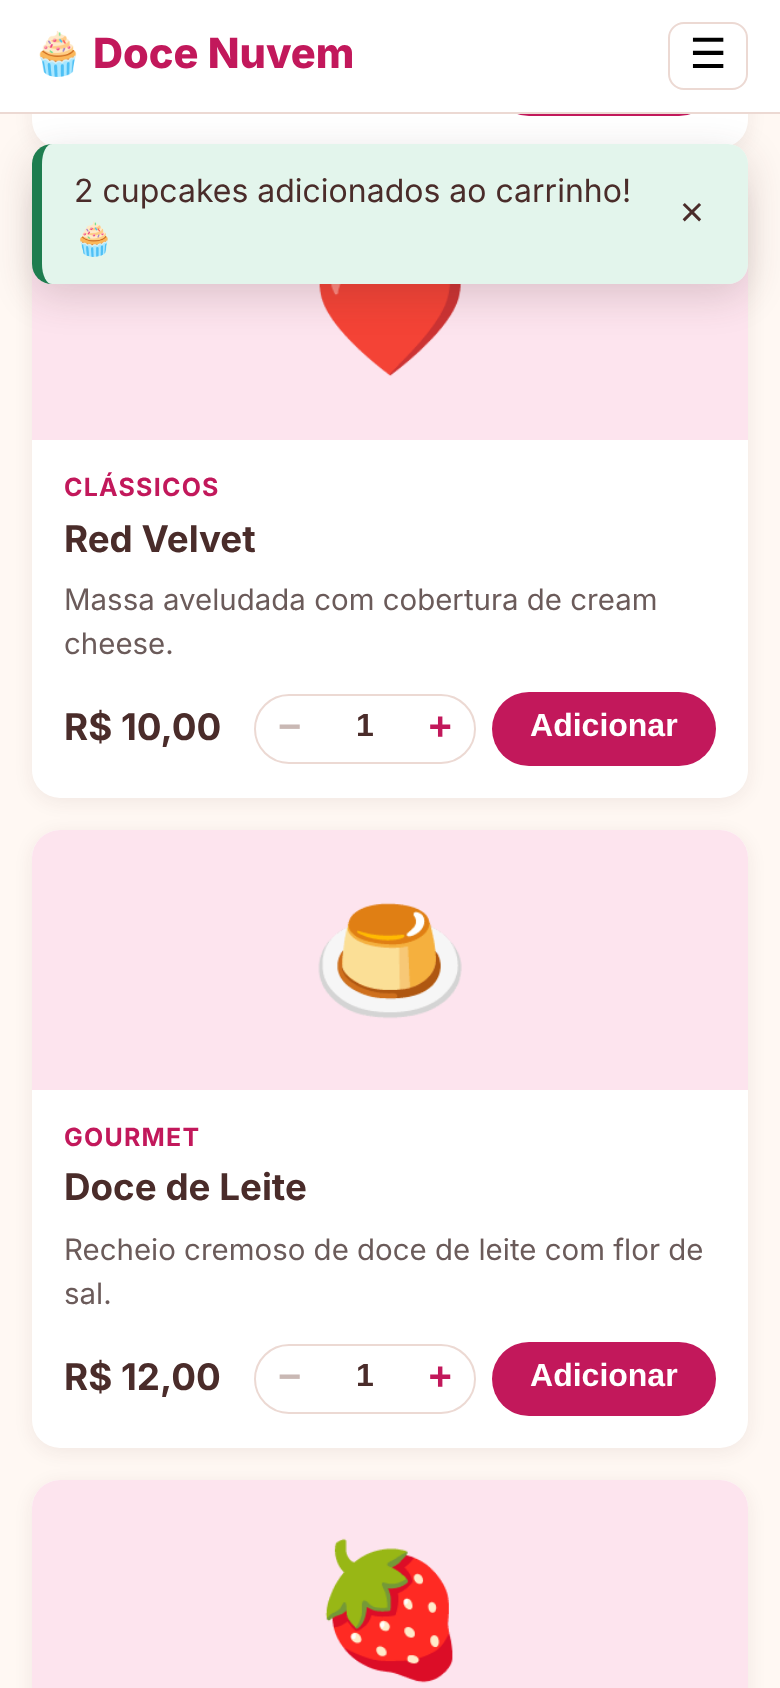 🧁 Doce Nuvem ☰
2 cupcakes adicionados ao carrinho!
🧁 ×
CLÁSSICOS
Red Velvet
Massa aveludada com cobertura de cream
cheese.
R$ 10,00 − 1 + Adicionar
GOURMET
Doce de Leite
Recheio cremoso de doce de leite com flor de
sal.
R$ 12,00 − 1 + Adicionar